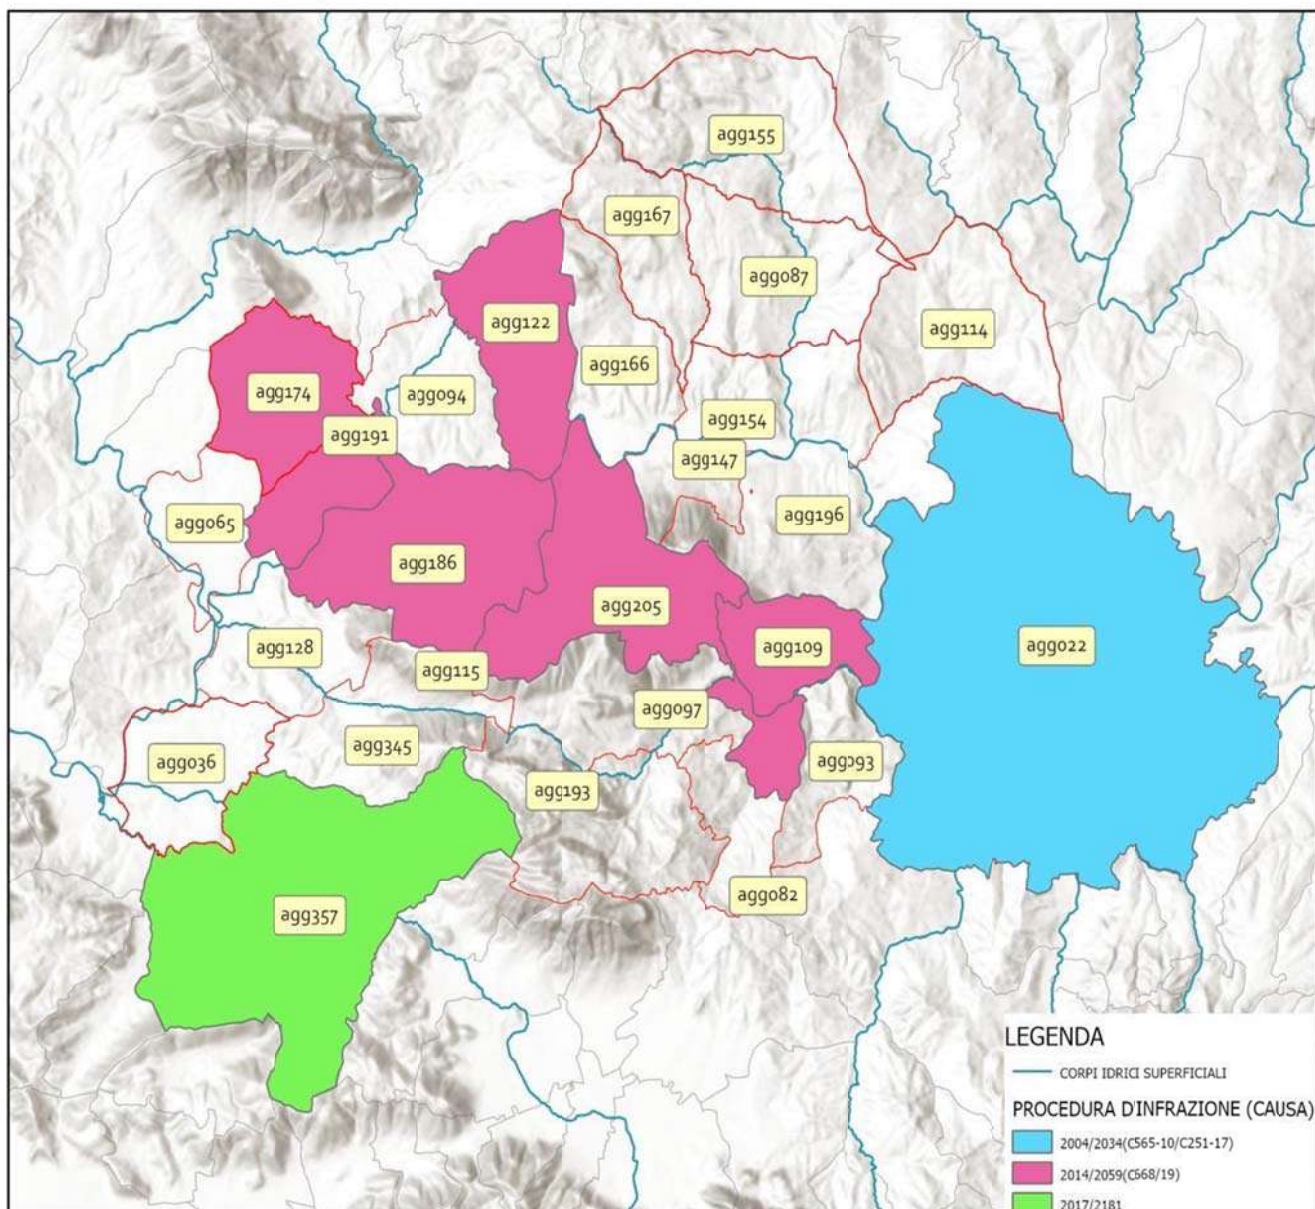 agg155
agg167
agg087
agg122
agg114
agg166
agg174
agg094
agg154
agg191
agg147
agg065
agg196
agg186
agg205
agg128
agg109
agg022
agg115
agg097
agg345
agg036
agg093
agg193
agg082
agg357
LEGENDA
CORPI IDRICI SUPERFICIALI
PROCEDURA D'INFRAZIONE (CAUSA)
2004/2034(C565-10/C251-17)
2014/2059(C668/19)
2017/2181